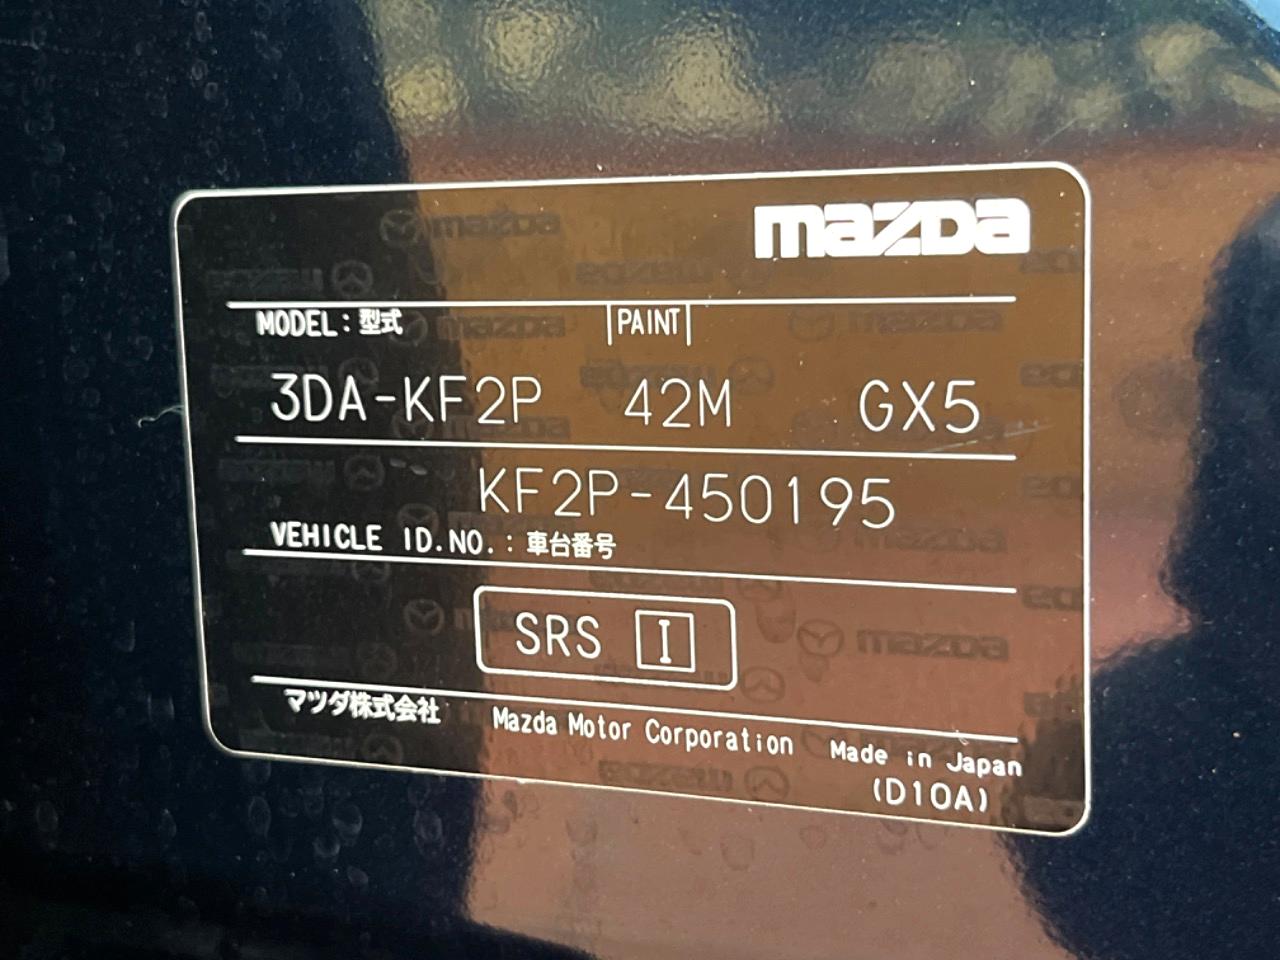 mazda
MODEL：型式 PAINT
3DA-KF2P 42M GX5
KF2P-450195
VEHICLE ID.NO.：車台番号
SRS I
マツダ株式会社 Mazda Motor Corporation Made in Japan
(D10A)